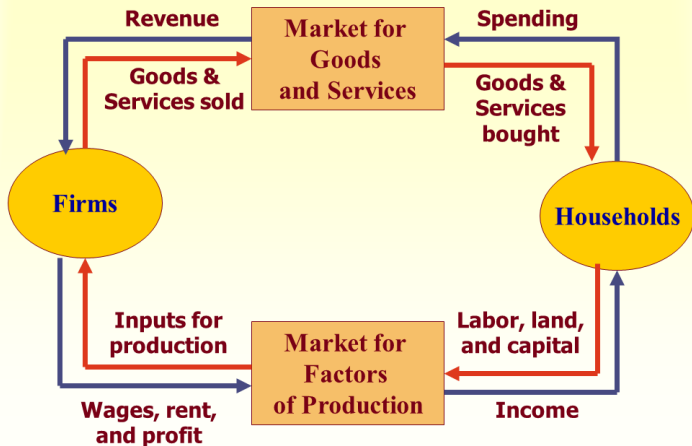 Revenue
Market for
Goods
and Services
Spending
Goods &
Services sold
Goods &
Services
bought
Firms
Households
Inputs for
production
Market for
Factors
of Production
Labor, land,
and capital
Wages, rent,
and profit
Income